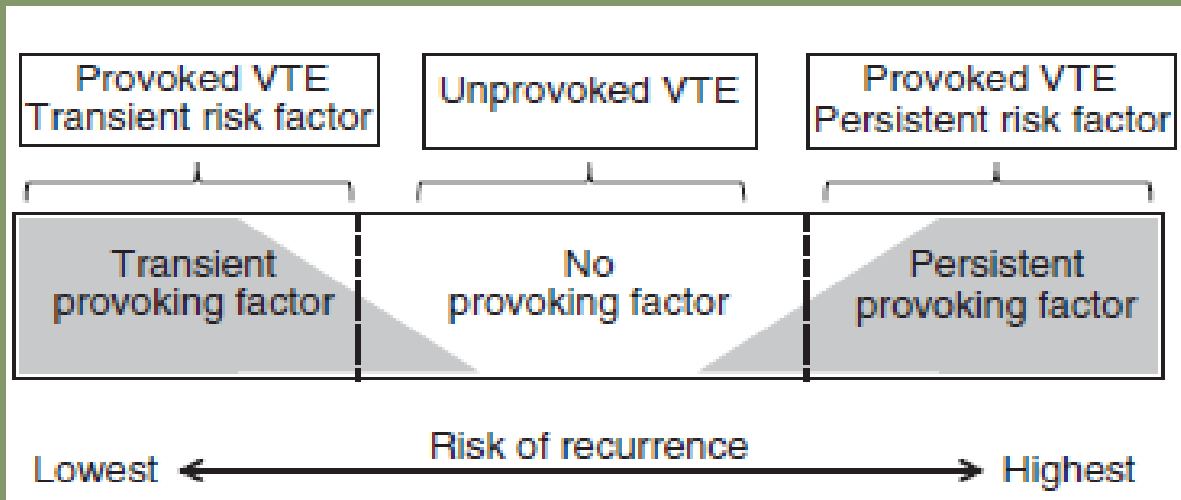 Provoked VTE
Transient risk factor
Unprovoked VTE
Provoked VTE
Persistent risk factor
Transient
provoking factor
No
provoking factor
Persistent
provoking factor
Risk of recurrence
Lowest
Highest